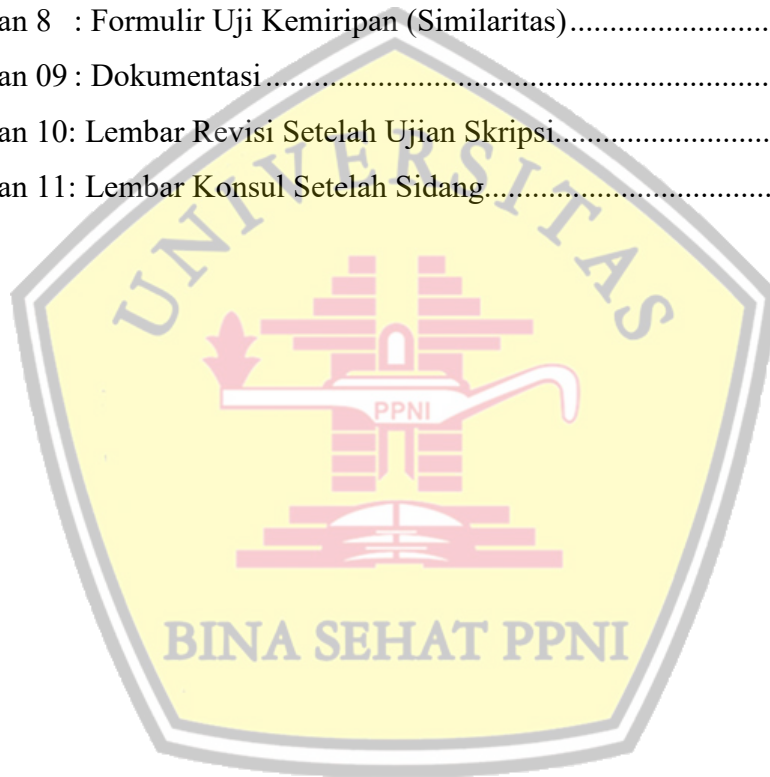 an 8 : Formulir Uji Kemiripan (Similaritas)........................
an 09 : Dokumentasi...............................................................
an 10: Lembar Revisi Setelah Ujian Skripsi...........................
an 11: Lembar Konsul Setelah Sidang....................................
UNIVERSITAS
PPNI
BINA SEHAT PPNI